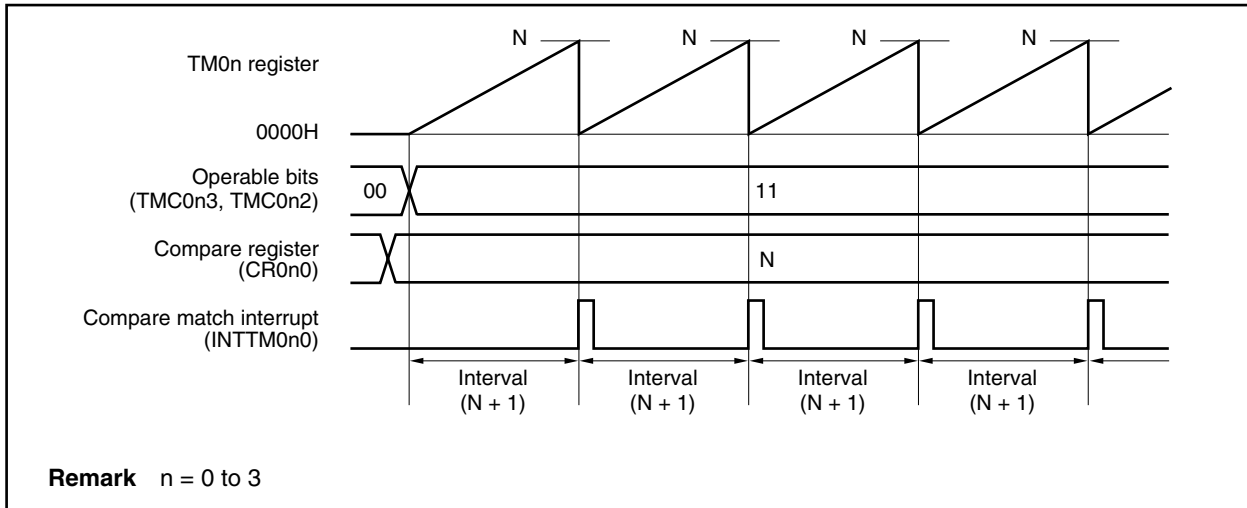 N N N N
TM0n register
0000H
Operable bits
(TMC0n3, TMC0n2)
00 11
Compare register
(CR0n0)
N
Compare match interrupt
(INTTM0n0)
Interval Interval Interval Interval
(N + 1) (N + 1) (N + 1) (N + 1)
Remark n = 0 to 3